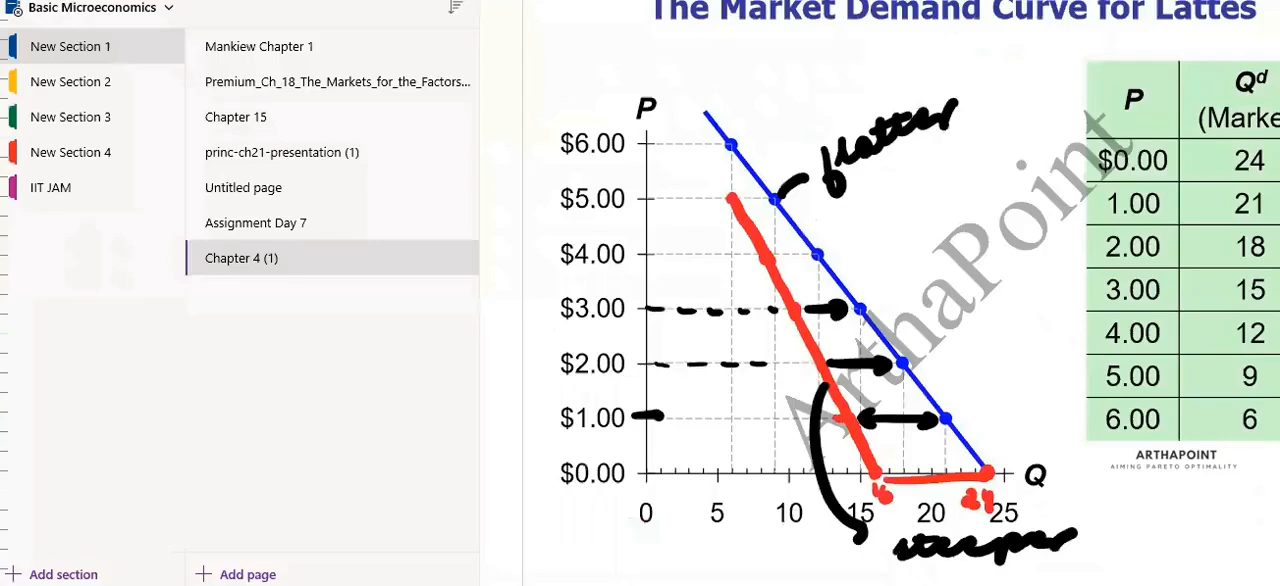 Basic Microeconomics
New Section 1
New Section 2
New Section 3
New Section 4
IIT JAM
Add section
Mankiew Chapter 1
Premium_Ch_18_The_Markets_for_the_Factors...
Chapter 15
princ-ch21-presentation (1)
Untitled page
Assignment Day 7
Chapter 4 (1)
Add page
The Market Demand Curve for Lattes
P
$6.00
$5.00
$4.00
$3.00
$2.00
$1.00
$0.00
0 5 10 15 20 25
Q
flatter
steeper
16
24
ArthaPoint
P Qd
(Marke
$0.00 24
1.00 21
2.00 18
3.00 15
4.00 12
5.00 9
6.00 6
ARTHAPOINT
AIMING PARETO OPTIMALITY